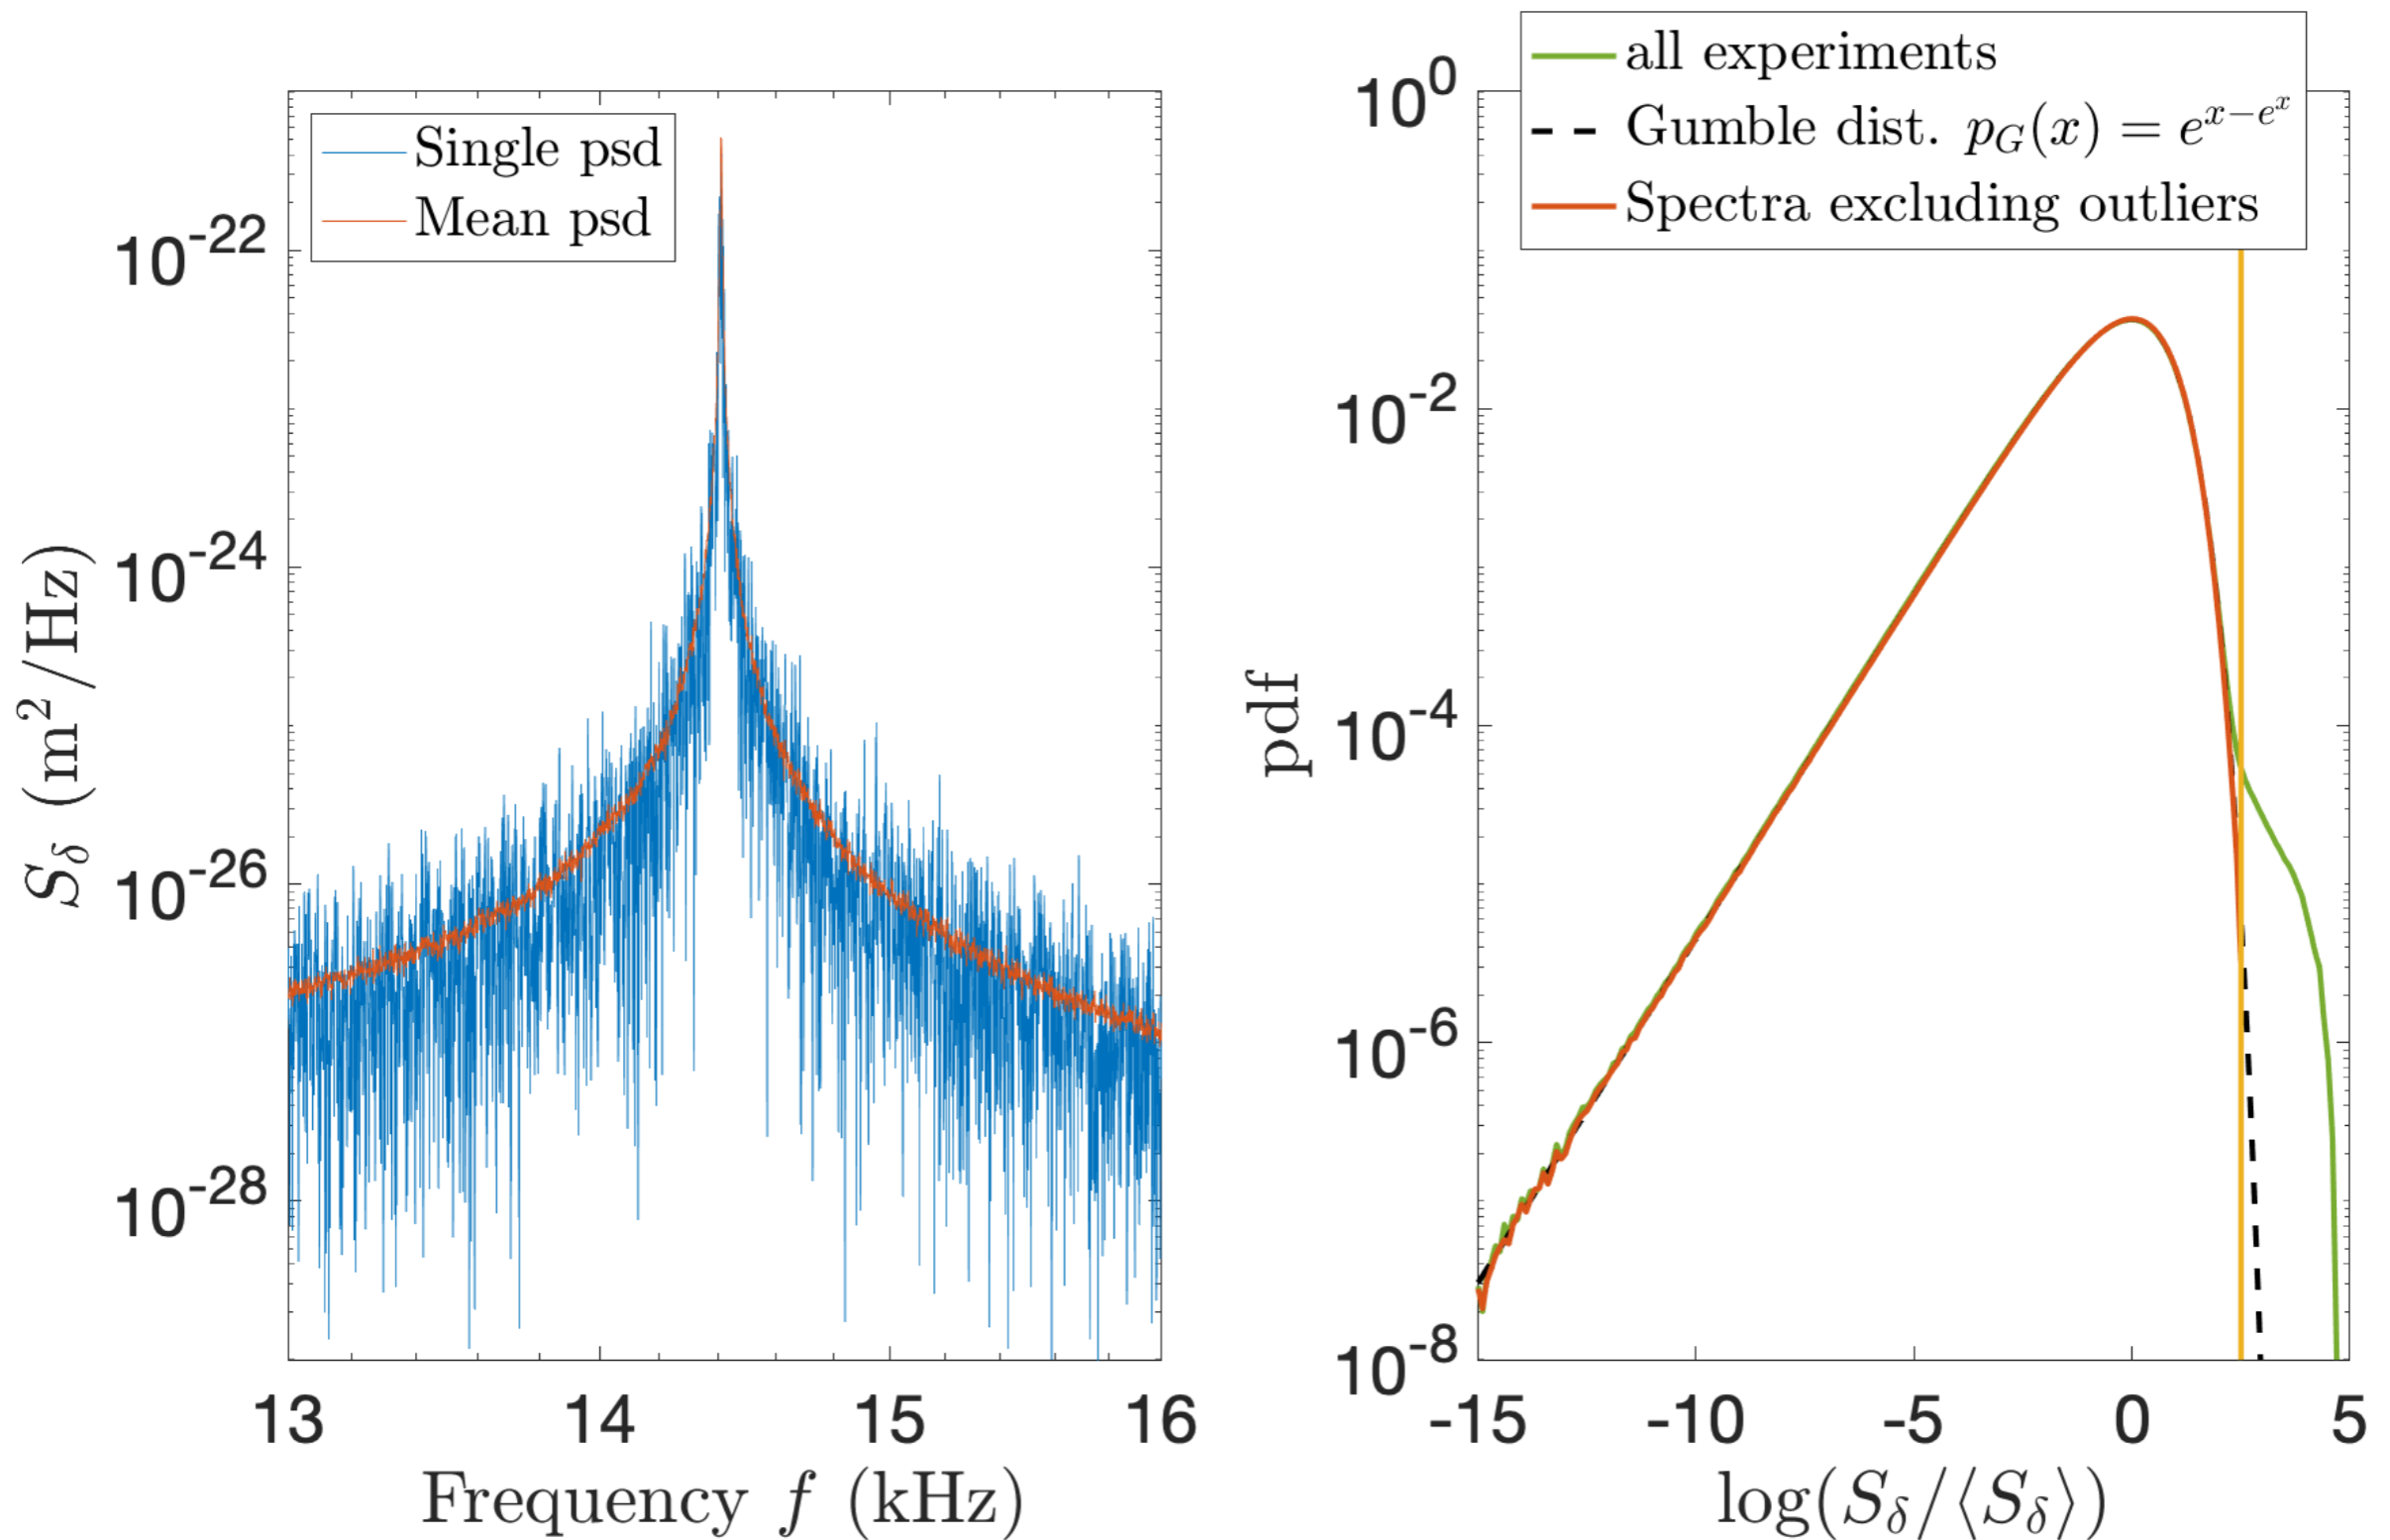 Single psd
Mean psd
10^-22
10^-24
10^-26
10^-28
S_δ (m^2/Hz)
13 14 15 16
Frequency f (kHz)
all experiments
Gumble dist. p_G(x) = e^{x−e^x}
Spectra excluding outliers
10^0
10^-2
10^-4
10^-6
10^-8
pdf
-15 -10 -5 0 5
log(S_δ/⟨S_δ⟩)